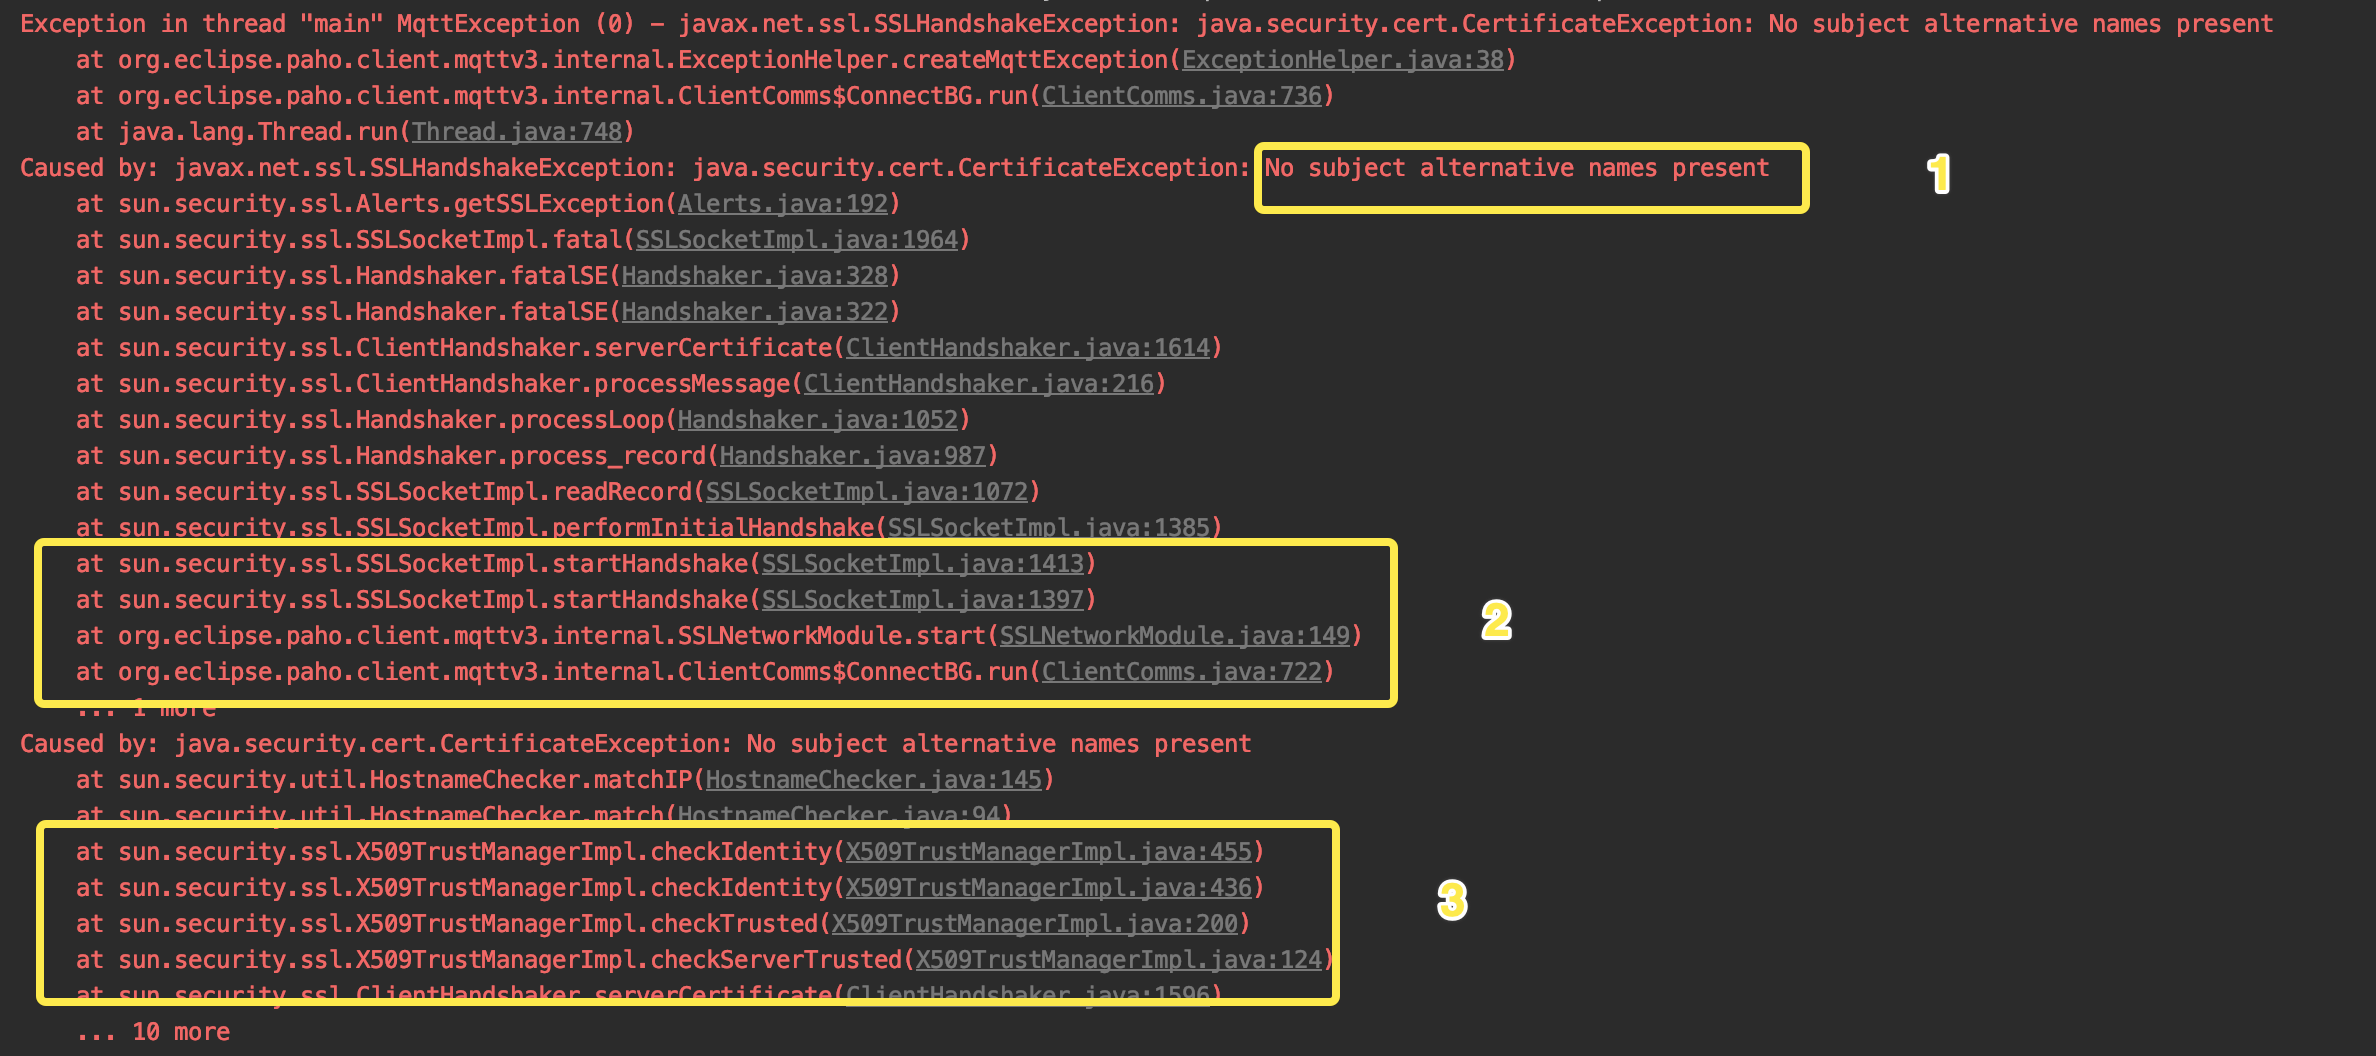 Exception in thread "main" MqttException (0) - javax.net.ssl.SSLHandshakeException: java.security.cert.CertificateException: No subject alternative names present
at org.eclipse.paho.client.mqttv3.internal.ExceptionHelper.createMqttException(ExceptionHelper.java:38)
at org.eclipse.paho.client.mqttv3.internal.ClientComms$ConnectBG.run(ClientComms.java:736)
at java.lang.Thread.run(Thread.java:748)
Caused by: javax.net.ssl.SSLHandshakeException: java.security.cert.CertificateException: No subject alternative names present
1
at sun.security.ssl.Alerts.getSSLException(Alerts.java:192)
at sun.security.ssl.SSLSocketImpl.fatal(SSLSocketImpl.java:1964)
at sun.security.ssl.Handshaker.fatalSE(Handshaker.java:328)
at sun.security.ssl.Handshaker.fatalSE(Handshaker.java:322)
at sun.security.ssl.ClientHandshaker.serverCertificate(ClientHandshaker.java:1614)
at sun.security.ssl.ClientHandshaker.processMessage(ClientHandshaker.java:216)
at sun.security.ssl.Handshaker.processLoop(Handshaker.java:1052)
at sun.security.ssl.Handshaker.process_record(Handshaker.java:987)
at sun.security.ssl.SSLSocketImpl.readRecord(SSLSocketImpl.java:1072)
at sun.security.ssl.SSLSocketImpl.performInitialHandshake(SSLSocketImpl.java:1385)
at sun.security.ssl.SSLSocketImpl.startHandshake(SSLSocketImpl.java:1413)
at sun.security.ssl.SSLSocketImpl.startHandshake(SSLSocketImpl.java:1397)
2
at org.eclipse.paho.client.mqttv3.internal.SSLNetworkModule.start(SSLNetworkModule.java:149)
at org.eclipse.paho.client.mqttv3.internal.ClientComms$ConnectBG.run(ClientComms.java:722)
... 1 more
Caused by: java.security.cert.CertificateException: No subject alternative names present
at sun.security.util.HostnameChecker.matchIP(HostnameChecker.java:145)
at sun.security.util.HostnameChecker.match(HostnameChecker.java:94)
at sun.security.ssl.X509TrustManagerImpl.checkIdentity(X509TrustManagerImpl.java:455)
at sun.security.ssl.X509TrustManagerImpl.checkIdentity(X509TrustManagerImpl.java:436)
3
at sun.security.ssl.X509TrustManagerImpl.checkTrusted(X509TrustManagerImpl.java:200)
at sun.security.ssl.X509TrustManagerImpl.checkServerTrusted(X509TrustManagerImpl.java:124)
at sun.security.ssl.ClientHandshaker.serverCertificate(ClientHandshaker.java:1596)
... 10 more